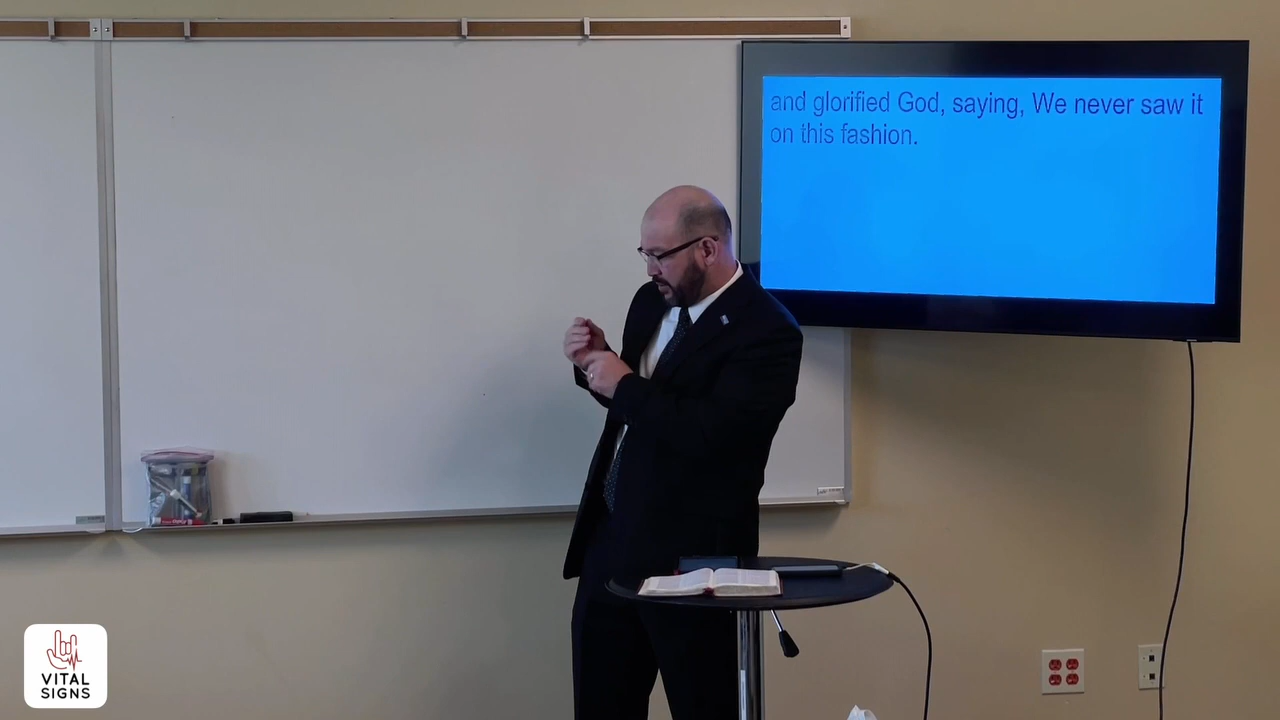 and glorified God, saying, We never saw it
on this fashion.
VITAL
SIGNS